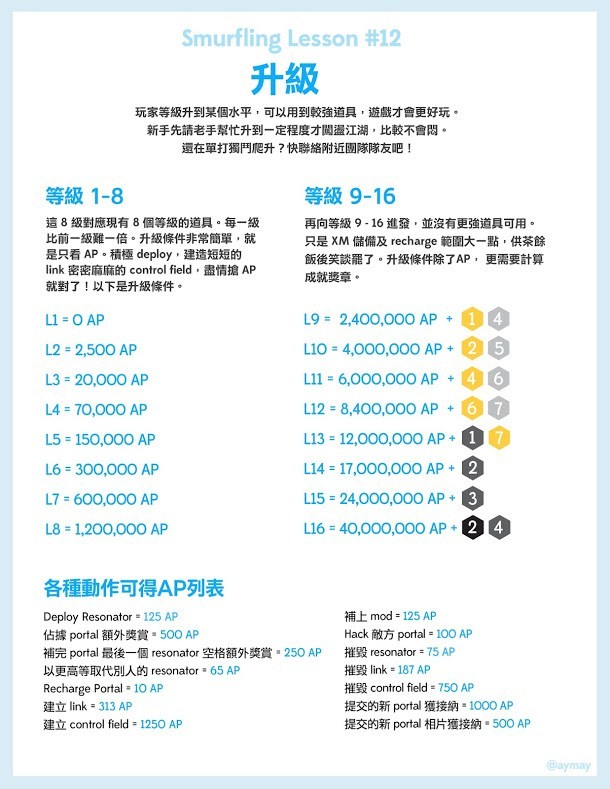 Smurfling Lesson #12
升級
玩家等級升到某個水平，可以用到較強道具，遊戲才會更好玩。
新手先請老手幫忙升到一定程度才闖盪江湖，比較不會悶。
還在單打獨鬥爬升？快聯絡附近團隊隊友吧！
等級 1-8
這 8 級對應現有 8 個等級的道具。每一級
比前一級難一倍。升級條件非常簡單，就
是只看 AP。積極 deploy，建造短短的
link 密密麻麻的 control field，盡情搶 AP
就對了！以下是升級條件。
L1 = 0 AP
L2 = 2,500 AP
L3 = 20,000 AP
L4 = 70,000 AP
L5 = 150,000 AP
L6 = 300,000 AP
L7 = 600,000 AP
L8 = 1,200,000 AP
等級 9-16
再向等級 9 - 16 進發，並沒有更強道具可用。
只是 XM 儲備及 recharge 範圍大一點，供茶餘
飯後笑談罷了。升級條件除了AP， 更需要計算
成就獎章。
L9 = 2,400,000 AP + 1 4
L10 = 4,000,000 AP + 2 5
L11 = 6,000,000 AP + 4 6
L12 = 8,400,000 AP + 6 7
L13 = 12,000,000 AP + 1 7
L14 = 17,000,000 AP + 2
L15 = 24,000,000 AP + 3
L16 = 40,000,000 AP + 2 4
各種動作可得AP列表
Deploy Resonator = 125 AP
佔據 portal 額外獎賞 = 500 AP
補完 portal 最後一個 resonator 空格額外獎賞 = 250 AP
以更高等取代別人的 resonator = 65 AP
Recharge Portal = 10 AP
建立 link = 313 AP
建立 control field = 1250 AP
補上 mod = 125 AP
Hack 敵方 portal = 100 AP
摧毀 resonator = 75 AP
摧毀 link = 187 AP
摧毀 control field = 750 AP
提交的新 portal 獲接納 = 1000 AP
提交的新 portal 相片獲接納 = 500 AP
@aymay